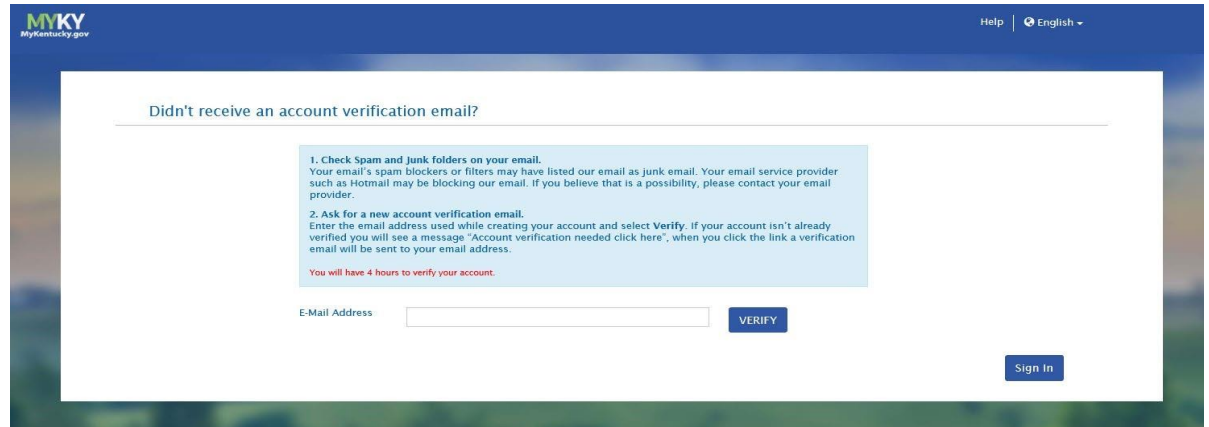 MYKY
MyKentucky.gov
Help
English
Didn't receive an account verification email?
1. Check Spam and Junk folders on your email.
Your email's spam blockers or filters may have listed our email as junk email. Your email service provider
such as Hotmail may be blocking our email. If you believe that is a possibility, please contact your email
provider.
2. Ask for a new account verification email.
Enter the email address used while creating your account and select Verify. If your account isn't already
verified you will see a message “Account verification needed click here”, when you click the link a verification
email will be sent to your email address.
You will have 4 hours to verify your account.
E-Mail Address
VERIFY
Sign In